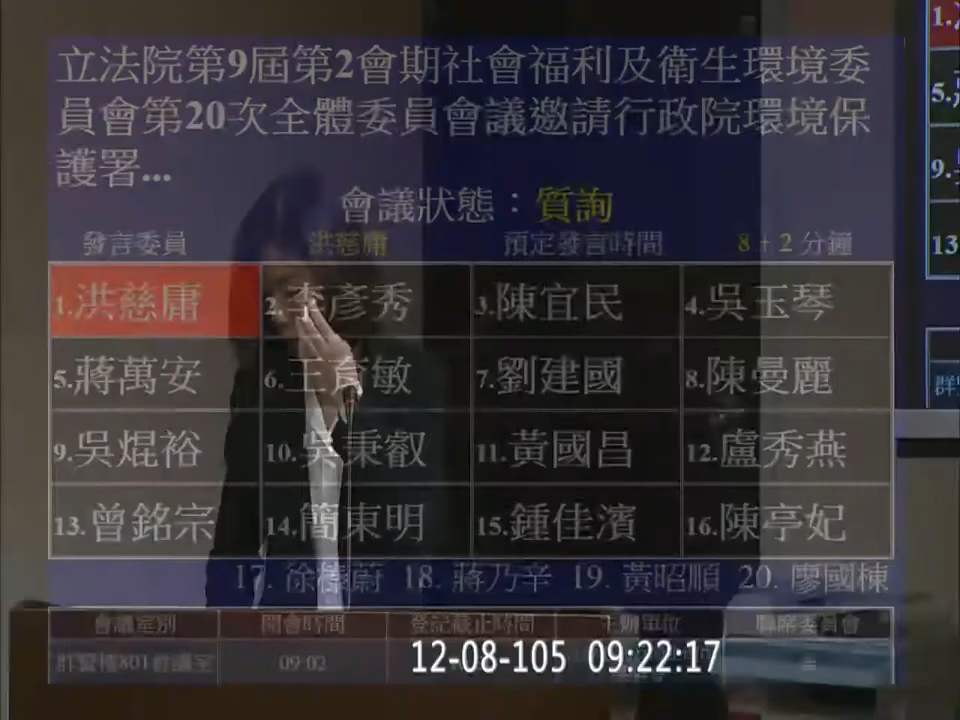 立法院第9屆第2會期社會福利及衛生環境委
員會第20次全體委員會議邀請行政院環境保
護署...
會議狀態：質詢
發言委員 洪慈庸 預定發言時間 8 + 2 分鐘
1.洪慈庸 2.李彥秀 3.陳宜民 4.吳玉琴
5.蔣萬安 6.王育敏 7.劉建國 8.陳曼麗
9.吳焜裕 10.吳秉叡 11.黃國昌 12.盧秀燕
13.曾銘宗 14.簡東明 15.鍾佳濱 16.陳亭妃
17. 徐榛蔚 18. 蔣乃辛 19. 黃昭順 20. 廖國棟
會議室別 開會時間 登記截止時間 主辦單位 聯席委員會
09:02
12-08-105 09:22:17
1.
5.
9.
13
群